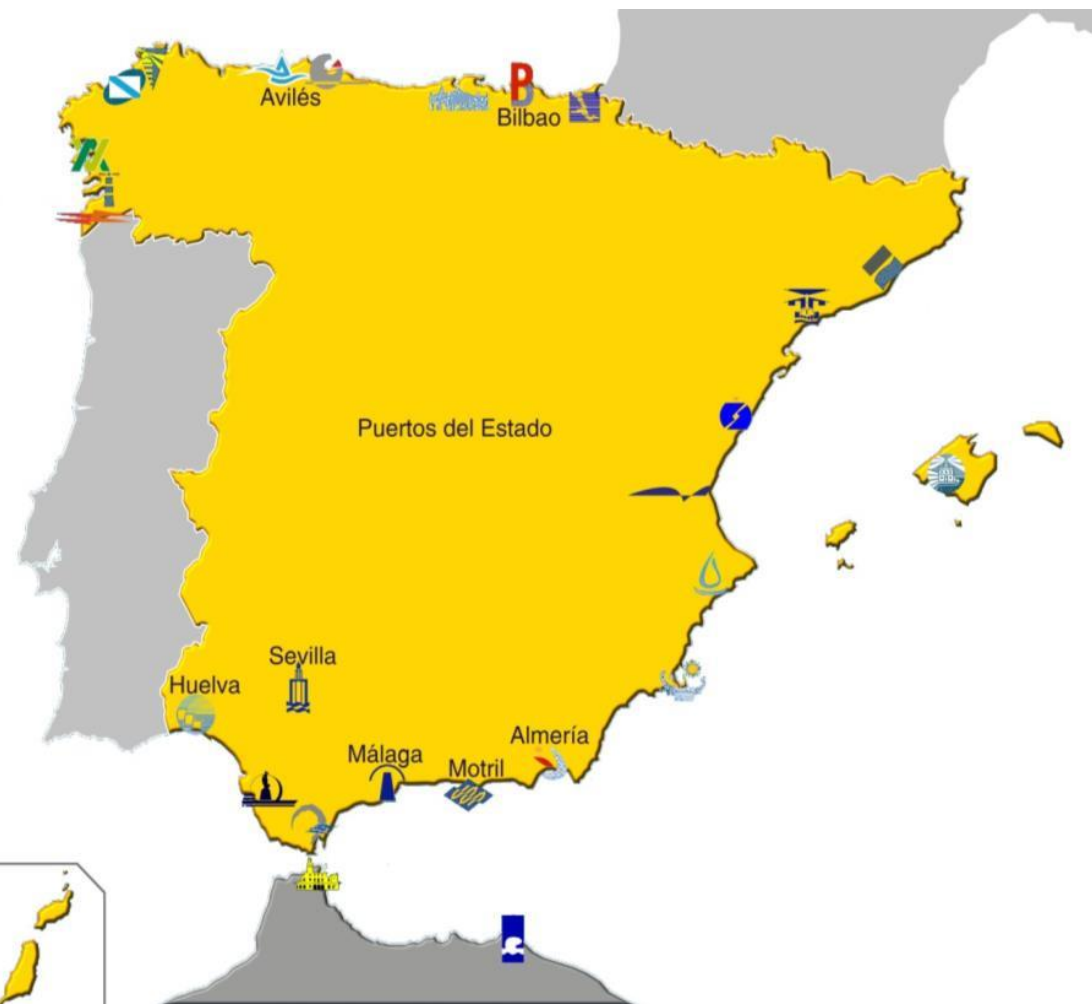 Avilés
Bilbao
Puertos del Estado
Sevilla
Huelva
Almería
Málaga
Motril